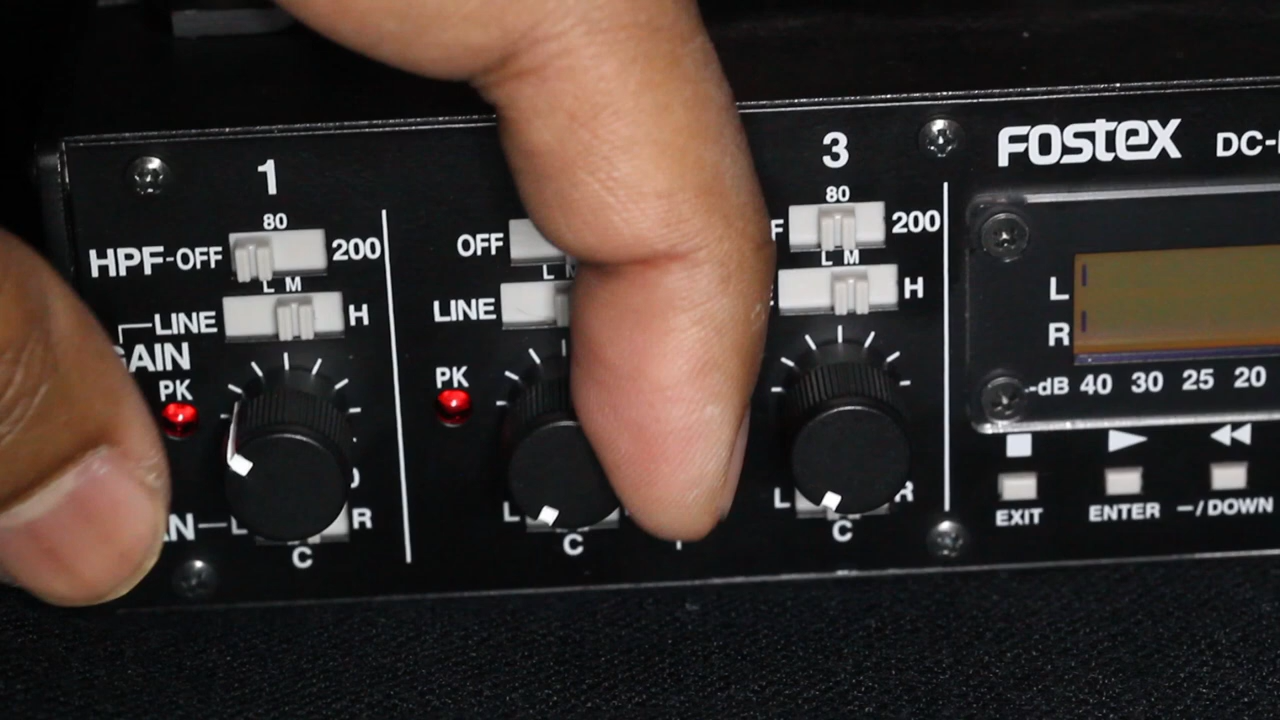 1
3
FOSTEX DC-
80
80
HPF-OFF 200
OFF
200
L M
L
L M
LINE H
LINE
H
GAIN
PK
PK
L
R
-dB 40 30 25 20
L R
C
L
C
L R
C
EXIT ENTER -/DOWN